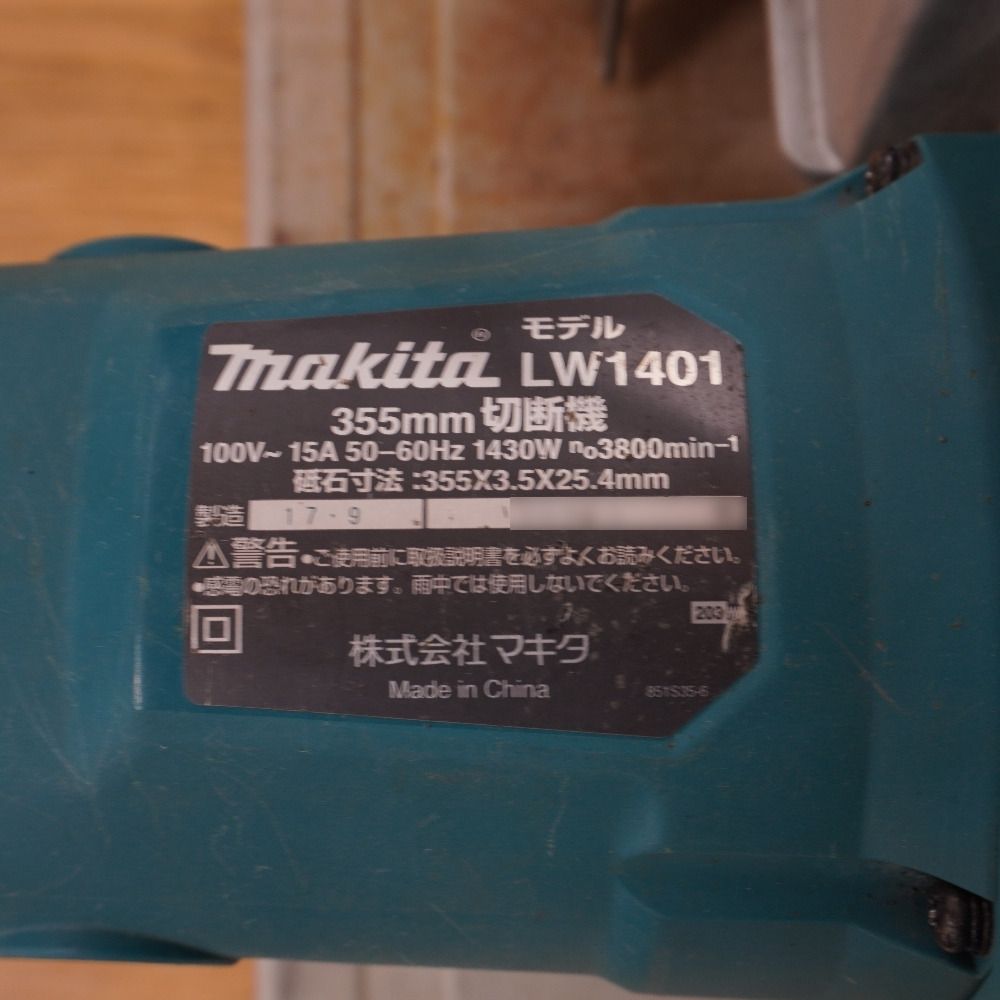 makita® モデル LW1401
355mm 切断機
100V~ 15A 50-60Hz 1430W n₀3800min⁻¹
砥石寸法:355X3.5X25.4mm
製造 17・9
警告 ・ご使用前に取扱説明書を必ずよくお読みください。
・感電の恐れがあります。雨中では使用しないでください。
203
株式会社マキタ
Made in China 851S35-6